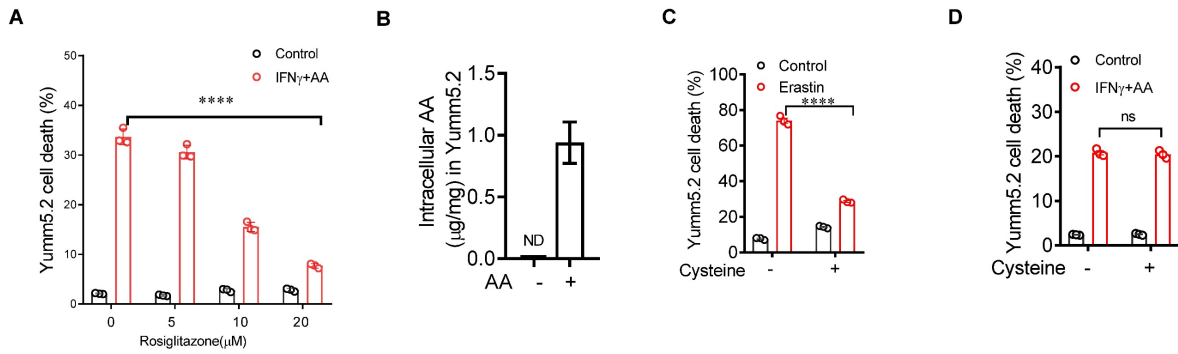 A
Yumm5.2 cell death (%)
50
40
30
20
10
0
Control
IFNγ+AA
****
0 5 10 20
Rosiglitazone(μM)
B
Intracellular AA
(μg/mg) in Yumm5.2
1.5
1.0
0.5
0.0
ND
AA - +
C
Yumm5.2 cell death (%)
100
80
60
40
20
0
Control
Erastin
****
Cysteine - +
D
Yumm5.2 cell death (%)
40
30
20
10
0
Control
IFNγ+AA
ns
Cysteine - +